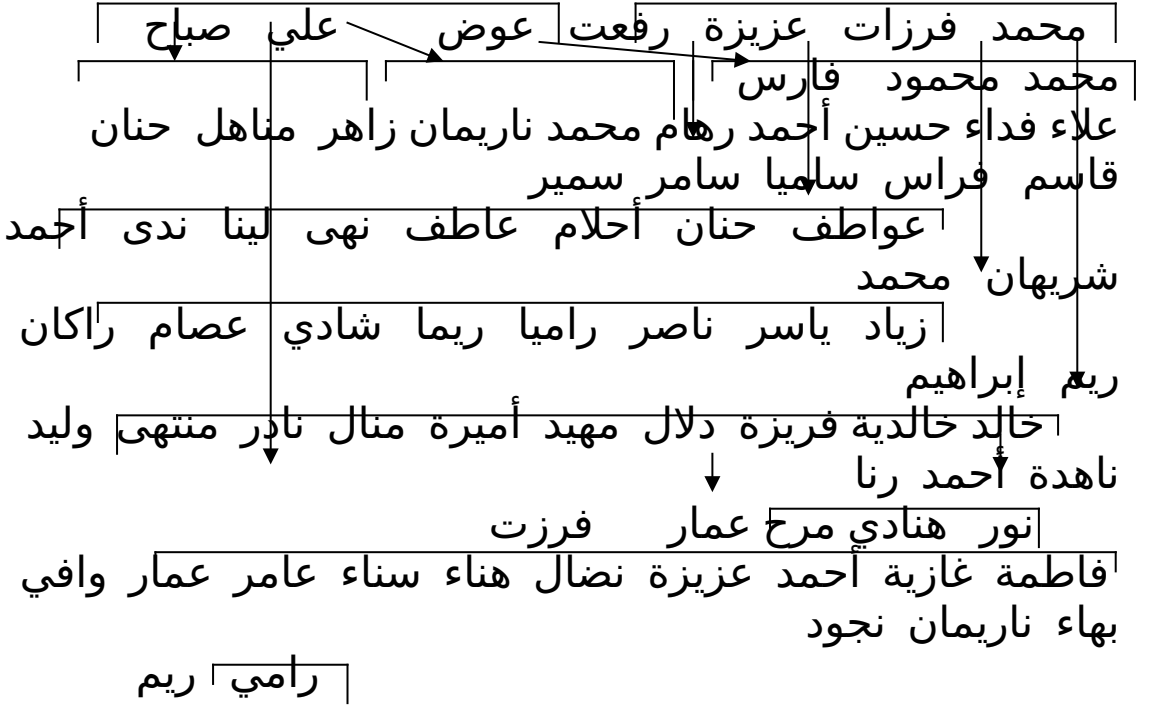 محمد فرزات عزيزة رفعت عوض علي صباح
محمد محمود فارس
علاء فداء حسين أحمد رهام محمد ناريمان زاهر مناهل حنان
قاسم فراس ساميا سامر سمير
عواطف حنان أحلام عاطف نهى لينا ندى أحمد
شريهان محمد
زياد ياسر ناصر راميا ريما شادي عصام راكان
ريم إبراهيم
خالد خالدية فريزة دلال مهيد أميرة منال نادر منتهى وليد
ناهدة أحمد رنا
نور هنادي مرح عمار فرزت
فاطمة غازية أحمد عزيزة نضال هناء سناء عامر عمار وافي
بهاء ناريمان نجود
رامي ريم